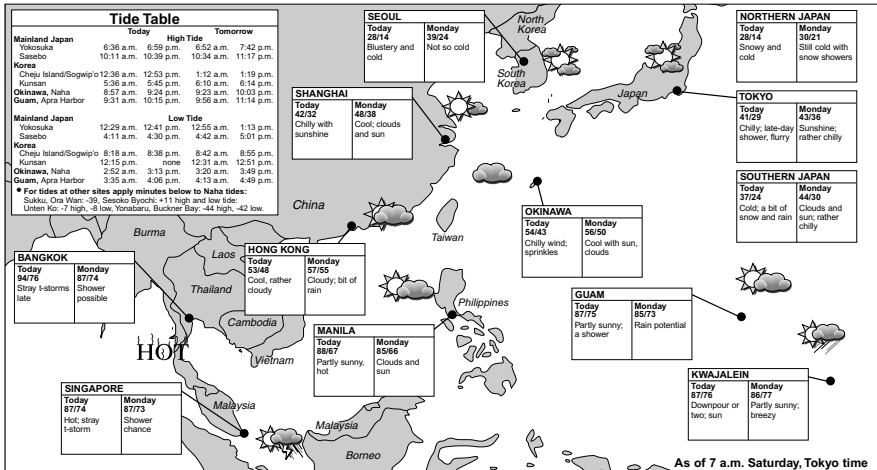 Tide Table
Today Tomorrow
Mainland Japan High Tide
Yokosuka 6:36 a.m. 6:59 p.m. 6:52 a.m. 7:42 p.m.
Sasebo 10:11 a.m. 10:39 p.m. 10:34 a.m. 11:17 p.m.
Korea
Cheju Island/Sogwip'o 12:36 a.m. 12:53 p.m. 1:12 a.m. 1:19 p.m.
Kunsan 5:36 a.m. 5:45 p.m. 6:10 a.m. 6:14 p.m.
Okinawa, Naha 8:57 a.m. 9:24 p.m. 9:23 a.m. 10:03 p.m.
Guam, Apra Harbor 9:31 a.m. 10:15 p.m. 9:56 a.m. 11:14 p.m.
Mainland Japan Low Tide
Yokosuka 12:29 a.m. 12:41 p.m. 12:55 a.m. 1:13 p.m.
Sasebo 4:11 a.m. 4:30 p.m. 4:42 a.m. 5:01 p.m.
Korea
Cheju Island/Sogwip'o 8:18 a.m. 8:38 p.m. 8:42 a.m. 8:55 p.m.
Kunsan 12:15 p.m. none 12:31 a.m. 12:51 p.m.
Okinawa, Naha 2:52 a.m. 3:13 p.m. 3:20 a.m. 3:49 p.m.
Guam, Apra Harbor 3:35 a.m. 4:06 p.m. 4:13 a.m. 4:49 p.m.
• For tides at other sites apply minutes below to Naha tides:
Sukku, Ora Wan: -39, Sesoko Byochi: +11 high and low tide:
Unten Ko: -7 high, -8 low, Yonabaru, Buckner Bay: -44 high, -42 low.
SEOUL
Today Monday
28/14 39/24
Blustery and Not so cold
cold
North
Korea
South
Korea
Japan
NORTHERN JAPAN
Today Monday
28/14 30/21
Snowy and Still cold with
cold snow showers
TOKYO
Today Monday
41/29 43/36
Chilly; late-day Sunshine;
shower, flurry rather chilly
SHANGHAI
Today Monday
42/32 48/38
Chilly with Cool; clouds
sunshine and sun
SOUTHERN JAPAN
Today Monday
37/24 44/30
Cold; a bit of Clouds and
snow and rain sun; rather
chilly
China
Taiwan
OKINAWA
Today Monday
54/43 56/50
Chilly wind; Cool with sun,
sprinkles clouds
Burma
Laos
Thailand
Cambodia
Vietnam
BANGKOK
Today Monday
94/76 87/74
Stray t-storms Shower
late possible
HONG KONG
Today Monday
53/48 57/55
Cool, rather Cloudy; bit of
cloudy rain
Philippines
GUAM
Today Monday
87/75 85/73
Partly sunny; Rain potential
a shower
HOT
MANILA
Today Monday
88/67 85/66
Partly sunny, Clouds and
hot sun
KWAJALEIN
Today Monday
87/76 86/77
Downpour or Partly sunny;
two; sun breezy
SINGAPORE
Today Monday
87/74 87/73
Hot; stray Shower
t-storm chance
Malaysia
Malaysia
Borneo
As of 7 a.m. Saturday, Tokyo time